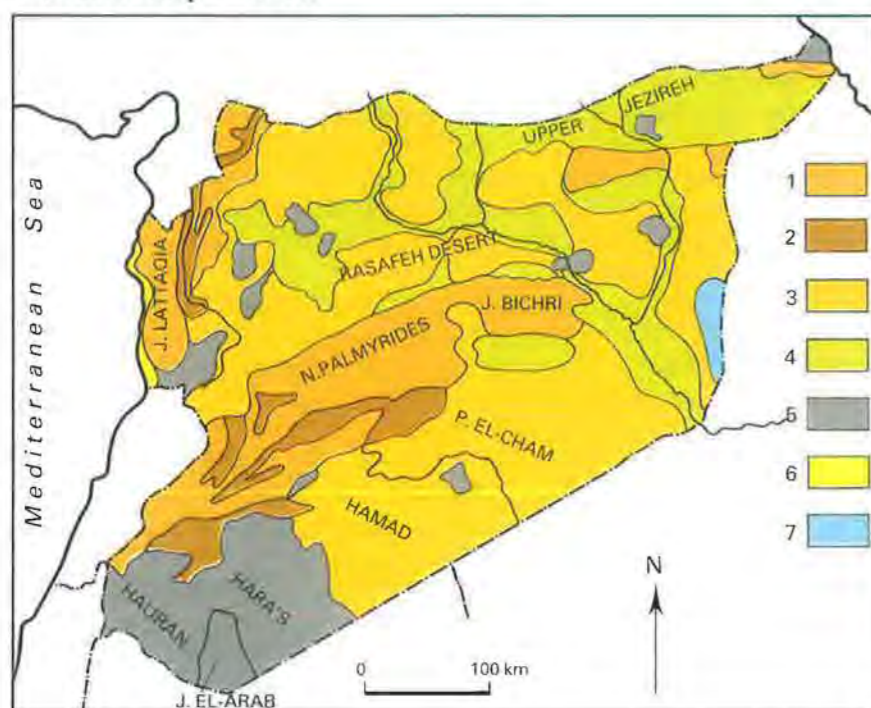 UPPER
JEZIREH
Mediterranean Sea
RASAFEH DESERT
J. LATTAQIA
J. BICHRI
N. PALMYRIDES
P. EL-CHAM
HAMAD
HARA'S
HAURAN
J. EL-ARAB
1
2
3
4
5
6
7
N
0 100 km